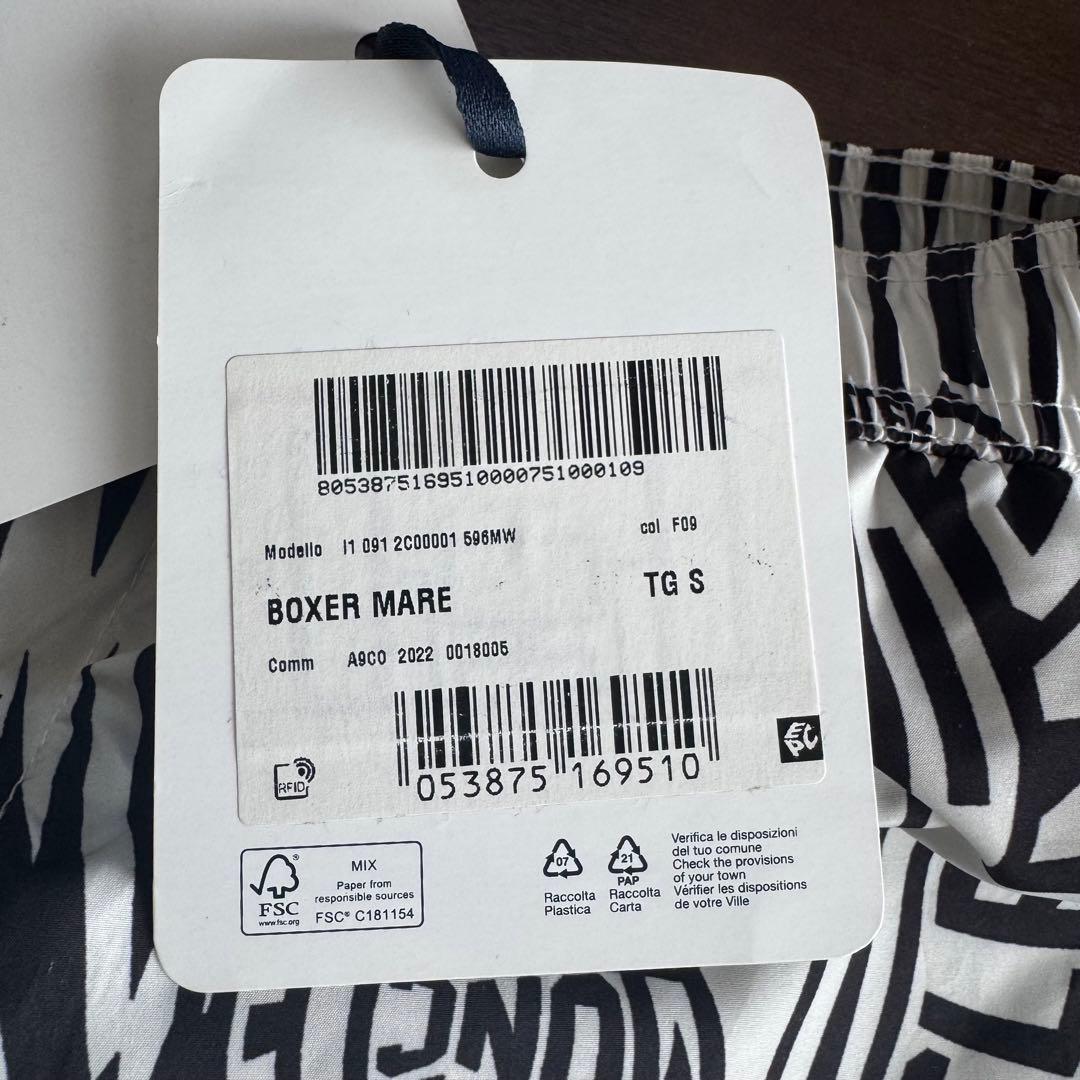 8053875169510000751000109
Modello I1 091 2C00001 596MW col F09
BOXER MARE TG S
Comm A9C0 2022 0018005
RFID
EPC
053875 169510
FSC®
www.fsc.org
MIX
Paper from
responsible sources
FSC® C181154
07
Raccolta
Plastica
21
PAP
Raccolta
Carta
Verifica le disposizioni
del tuo comune
Check the provisions
of your town
Vérifier les dispositions
de votre Ville